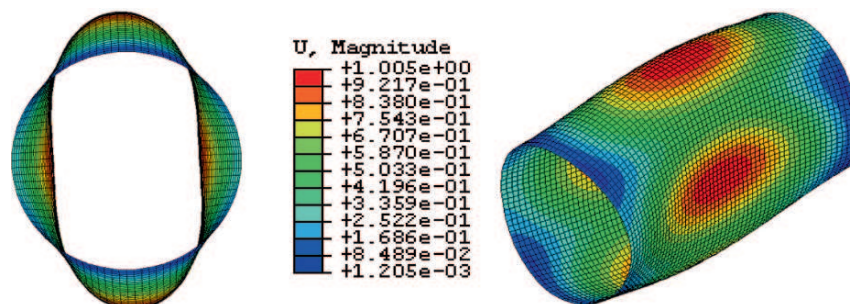 U, Magnitude
+1.005e+00
+9.217e-01
+8.380e-01
+7.543e-01
+6.707e-01
+5.870e-01
+5.033e-01
+4.196e-01
+3.359e-01
+2.522e-01
+1.686e-01
+8.489e-02
+1.205e-03